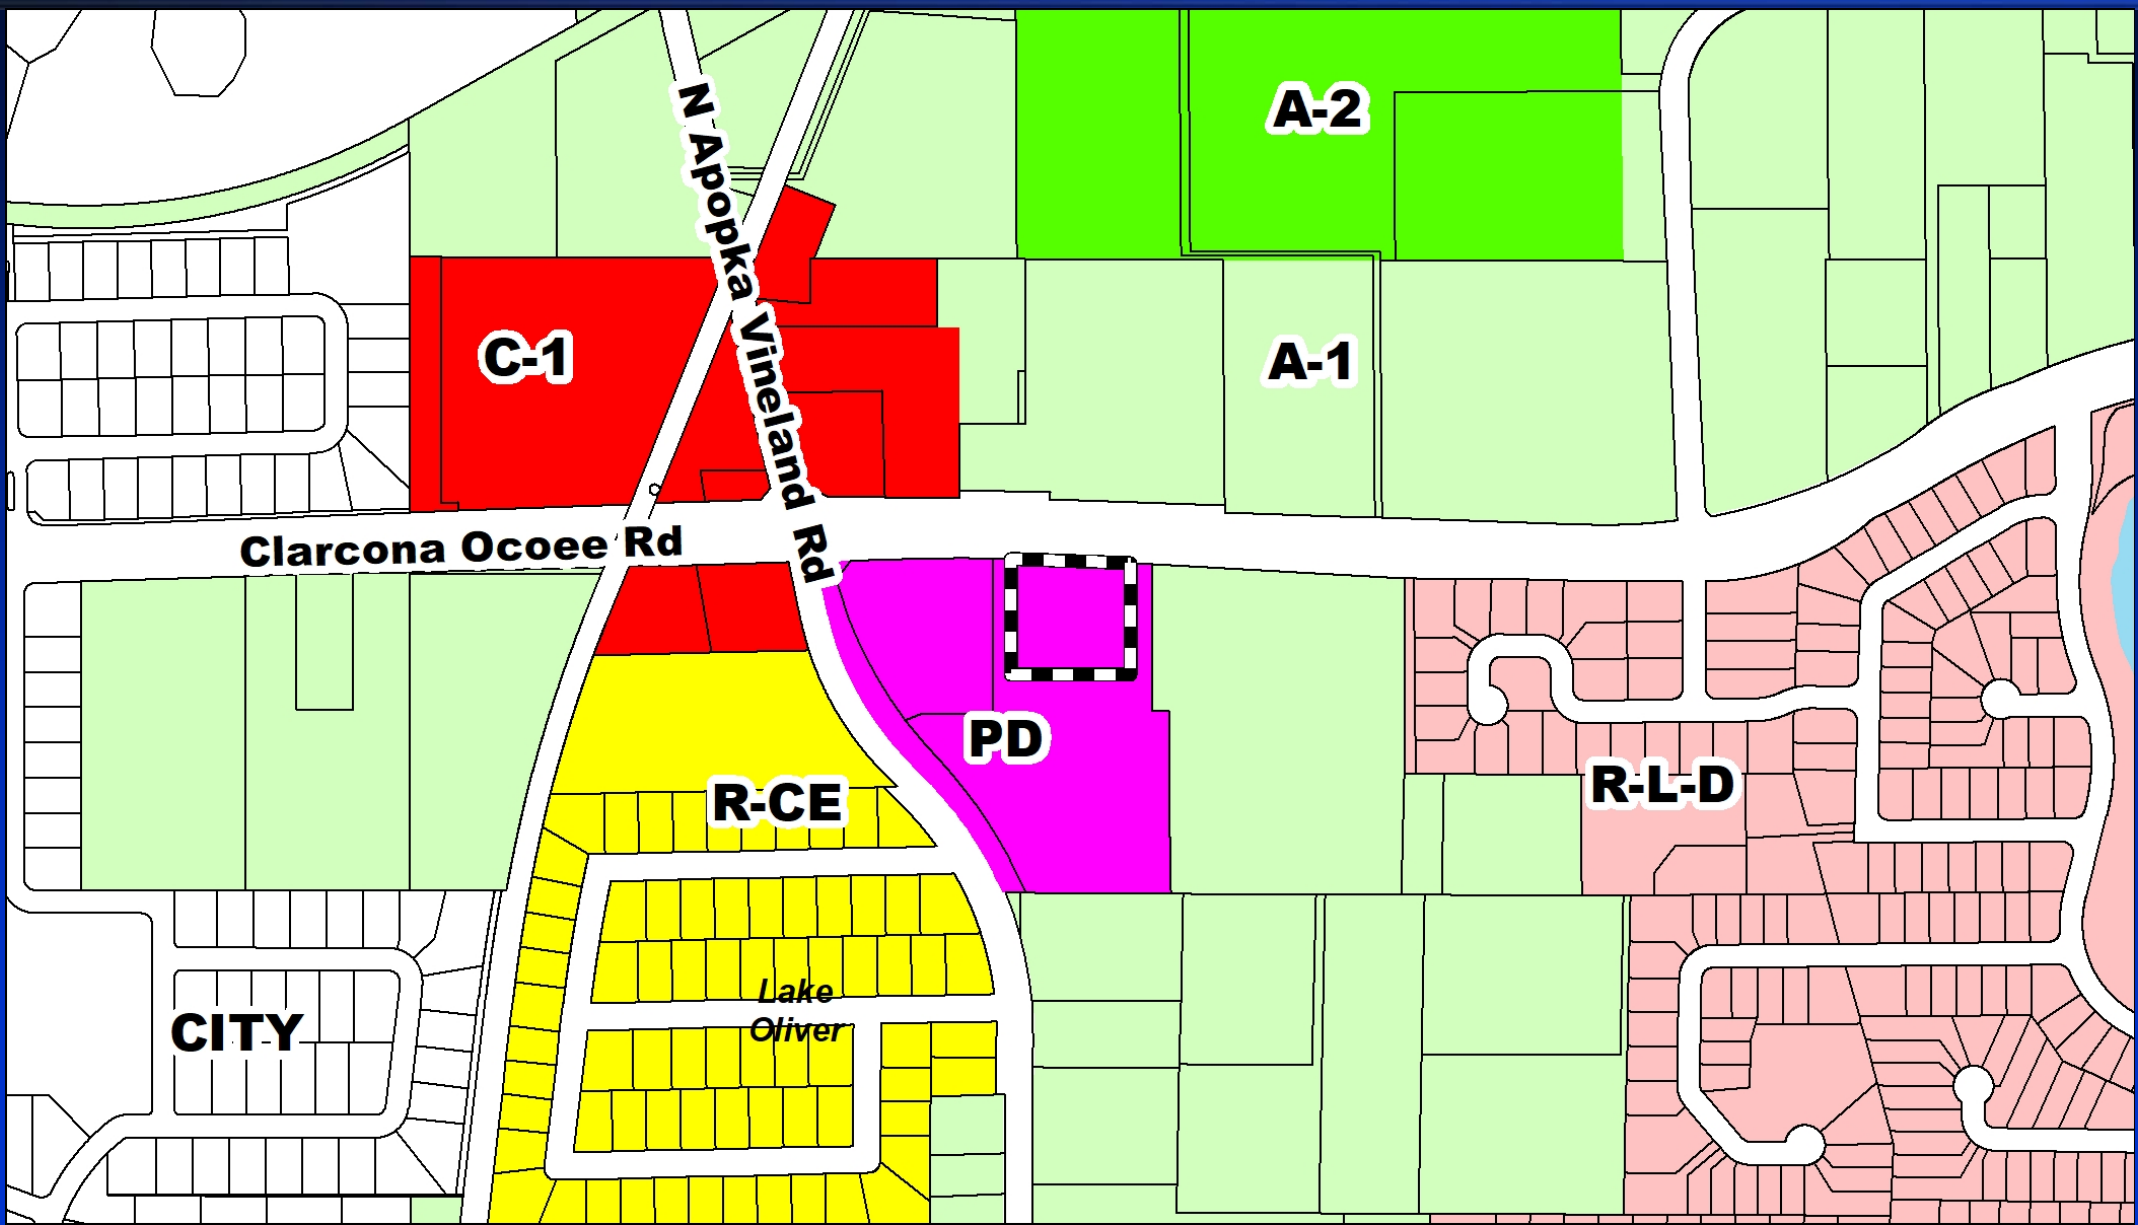 A-2
N Apopka Vineland Rd
C-1
A-1
Clarcona Ocoee Rd
PD
R-CE
R-L-D
Lake
Oliver
CITY